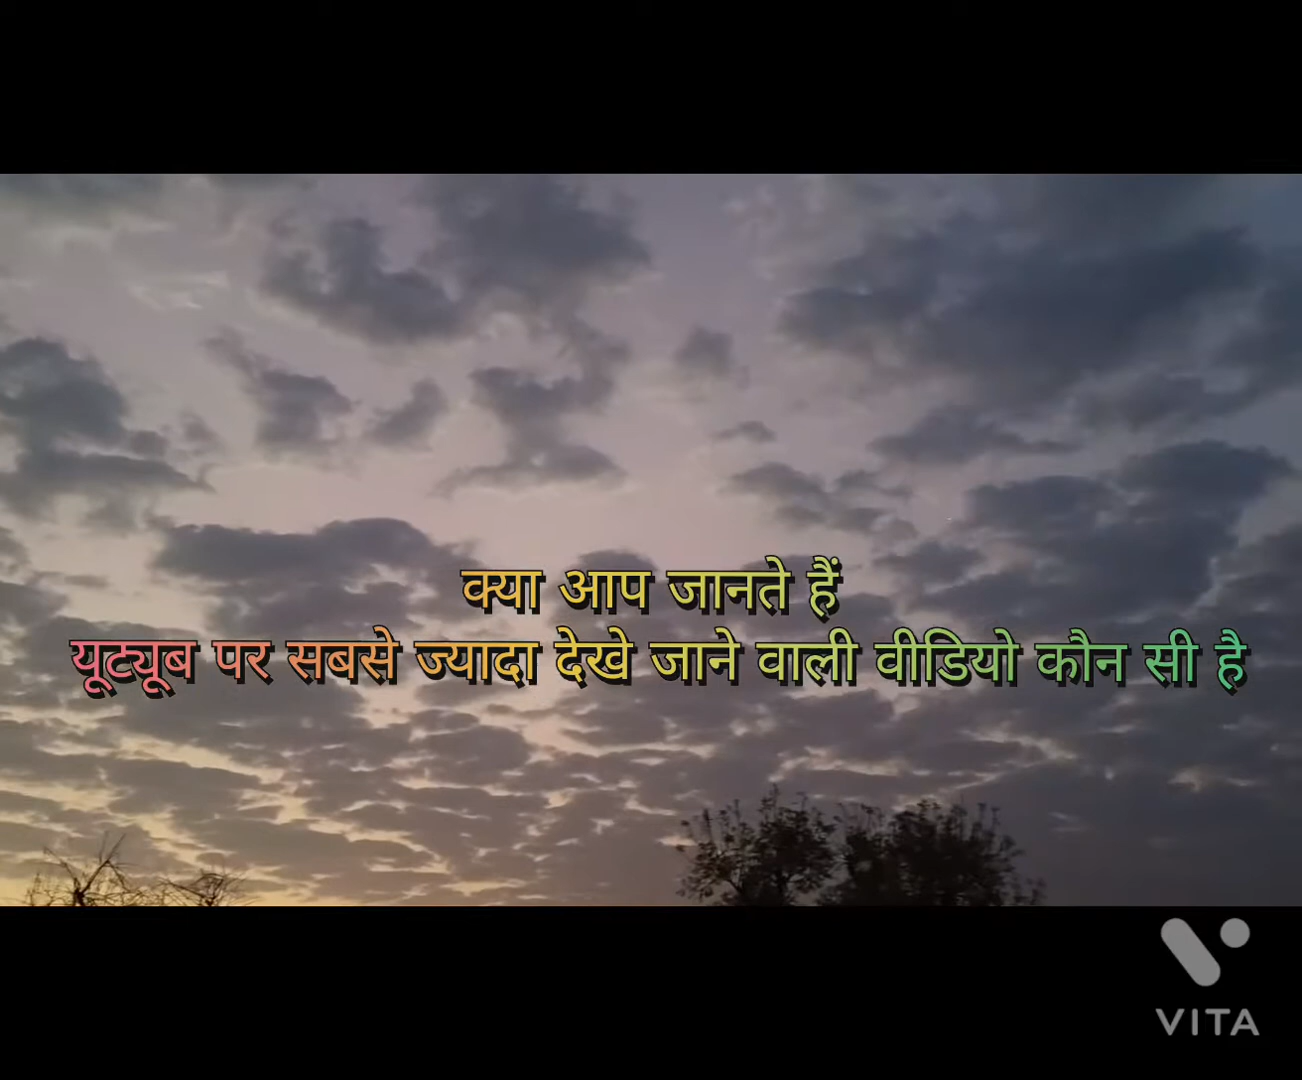 क्या आप जानते हैं
यूट्यूब पर सबसे ज्यादा देखे जाने वाली वीडियो कौन सी है
VITA